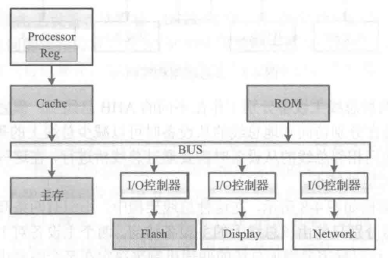 Processor
Reg.
Cache
ROM
BUS
主存
I/O控制器
I/O控制器
I/O控制器
Flash
Display
Network